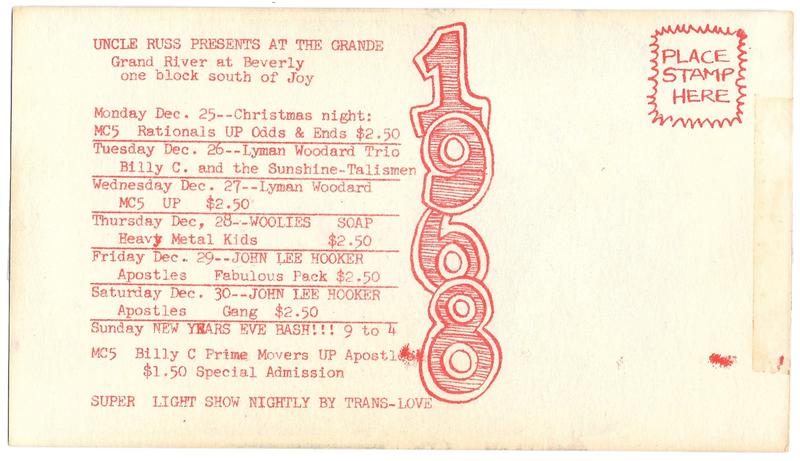 UNCLE RUSS PRESENTS AT THE GRANDE
Grand River at Beverly
one block south of Joy
Monday Dec. 25--Christmas night:
MC5 Rationals UP Odds & Ends $2.50
Tuesday Dec. 26--Lyman Woodard Trio
Billy C. and the Sunshine-Talismen
Wednesday Dec. 27--Lyman Woodard
MC5 UP $2.50
Thursday Dec, 28--WOOLIES SOAP
Heavy Metal Kids $2.50
Friday Dec. 29--JOHN LEE HOOKER
Apostles Fabulous Pack $2.50
Saturday Dec. 30--JOHN LEE HOOKER
Apostles Gang $2.50
Sunday NEW YEARS EVE BASH!!! 9 to 4
MC5 Billy C Prime Movers UP Apostles
$1.50 Special Admission
SUPER LIGHT SHOW NIGHTLY BY TRANS-LOVE
1968
PLACE
STAMP
HERE